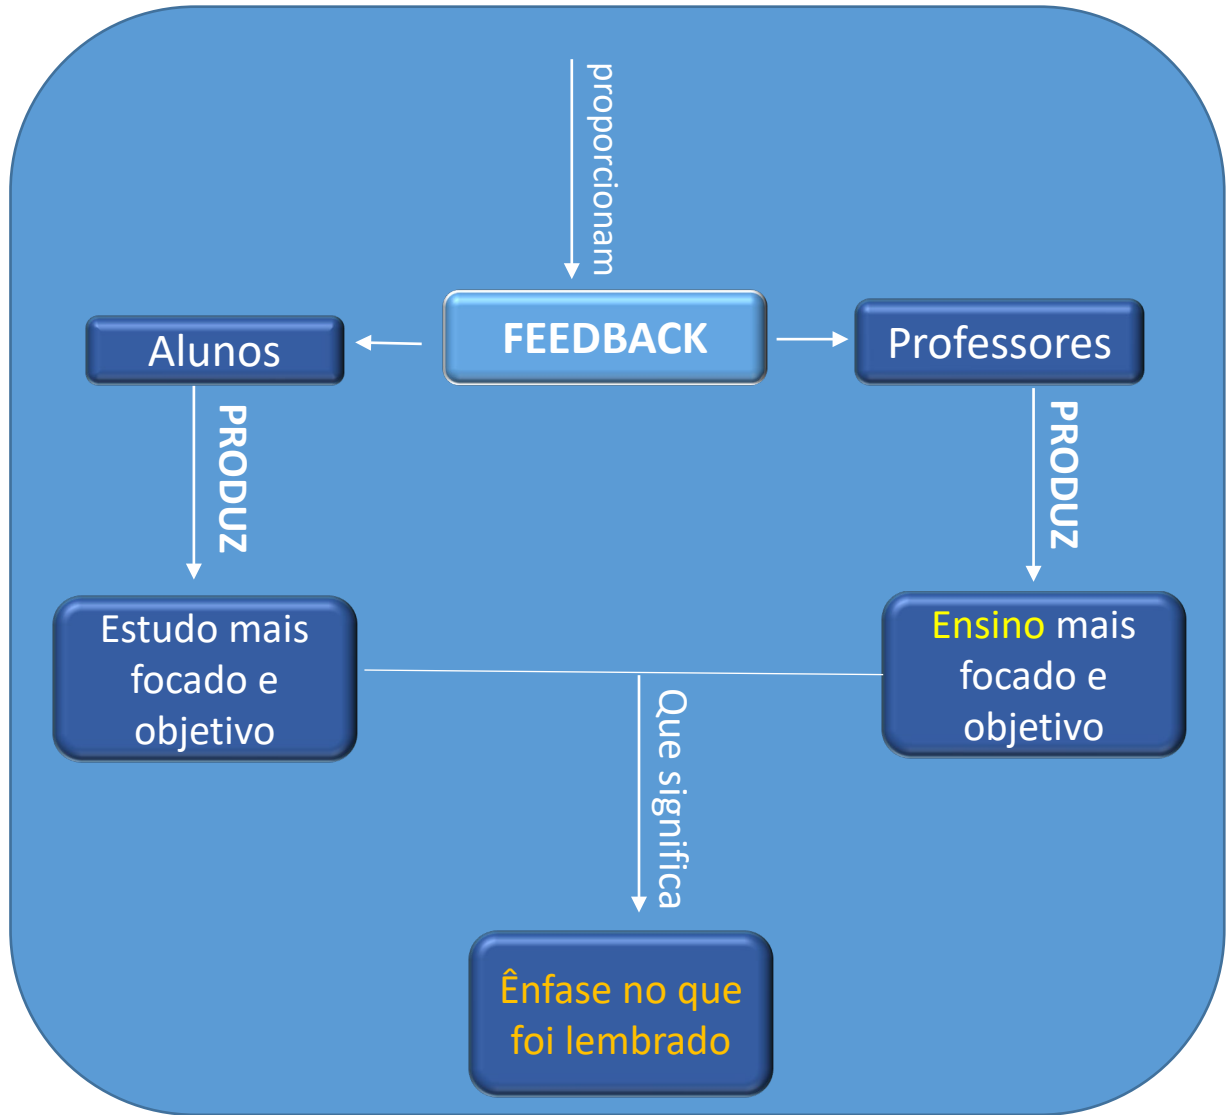 proporcionam
FEEDBACK
Alunos
Professores
PRODUZ
PRODUZ
Estudo mais
focado e
objetivo
Ensino mais
focado e
objetivo
Que significa
Ênfase no que
foi lembrado